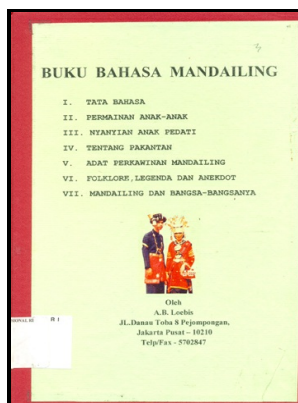 BUKU BAHASA MANDAILING
I. TATA BAHASA
II. PERMAINAN ANAK-ANAK
III. NYANYIAN ANAK PEDATI
IV. TENTANG PAKANTAN
V. ADAT PERKAWINAN MANDAILING
VI. FOLKLORE, LEGENDA DAN ANEKDOT
VII. MANDAILING DAN BANGSA-BANGSANYA
Oleh
A.B. Loebis
JL.Danau Toba 8 Pejompongan,
Jakarta Pusat – 10210
Telp/Fax - 5702847
R I